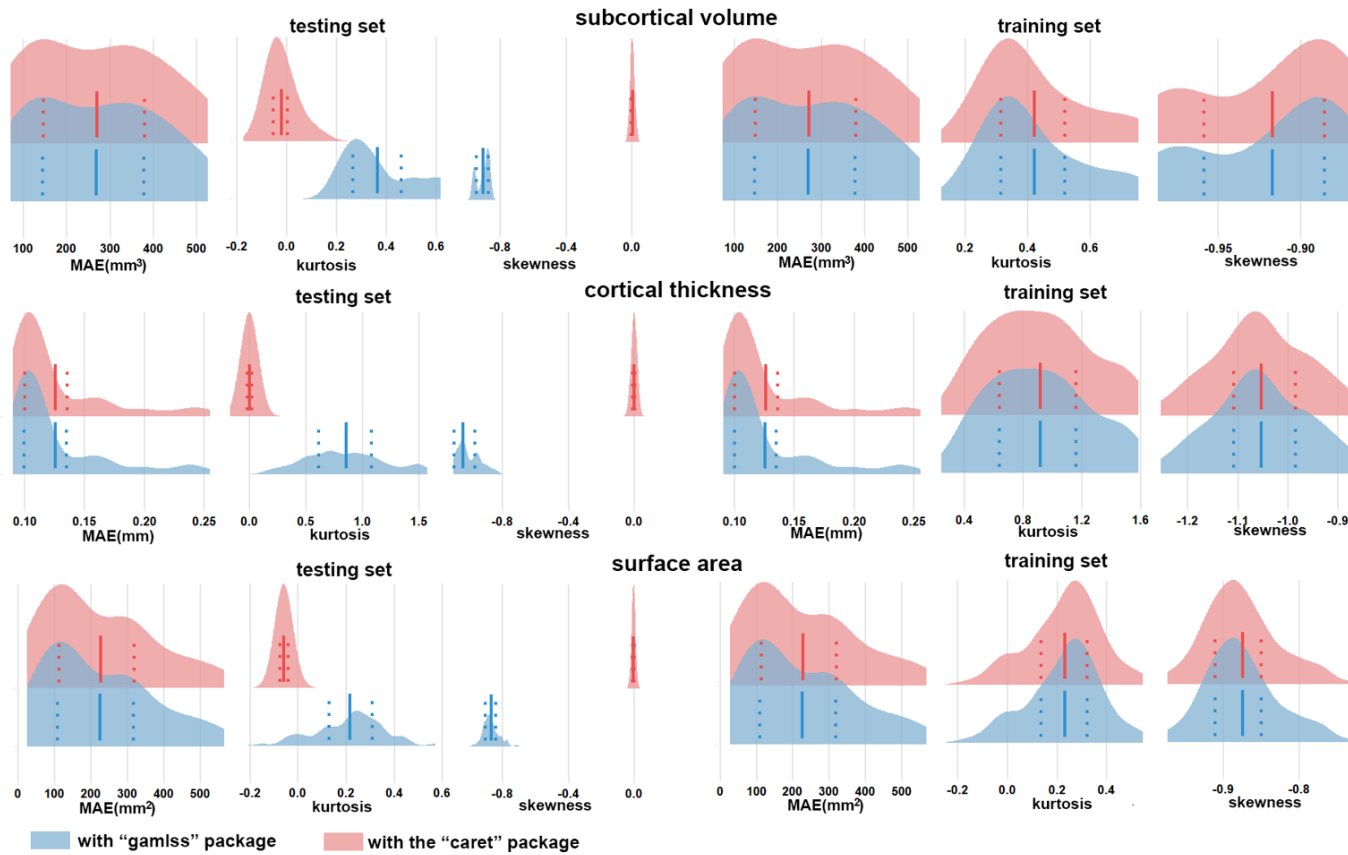 subcortical volume
testing set
training set
100 200 300 400 500
-0.2 0.0 0.2 0.4 0.6
-0.8 -0.4 0.0
100 200 300 400 500
0.2 0.4 0.6
-0.95 -0.90
MAE(mm³)
kurtosis
skewness
MAE(mm³)
kurtosis
skewness
cortical thickness
testing set
training set
0.10 0.15 0.20 0.25
0.0 0.5 1.0 1.5
-0.8 -0.4 0.0
0.10 0.15 0.20 0.25
0.4 0.8 1.2 1.6
-1.2 -1.1 -1.0 -0.9
MAE(mm)
kurtosis
skewness
MAE(mm)
kurtosis
skewness
surface area
testing set
training set
0 100 200 300 400 500
-0.2 0.0 0.2 0.4 0.6
-0.8 -0.4 0.0
0 100 200 300 400 500
-0.2 0.0 0.2 0.4
-0.9 -0.8
MAE(mm²)
kurtosis
skewness
MAE(mm²)
kurtosis
skewness
with “gamlss” package
with the “caret” package